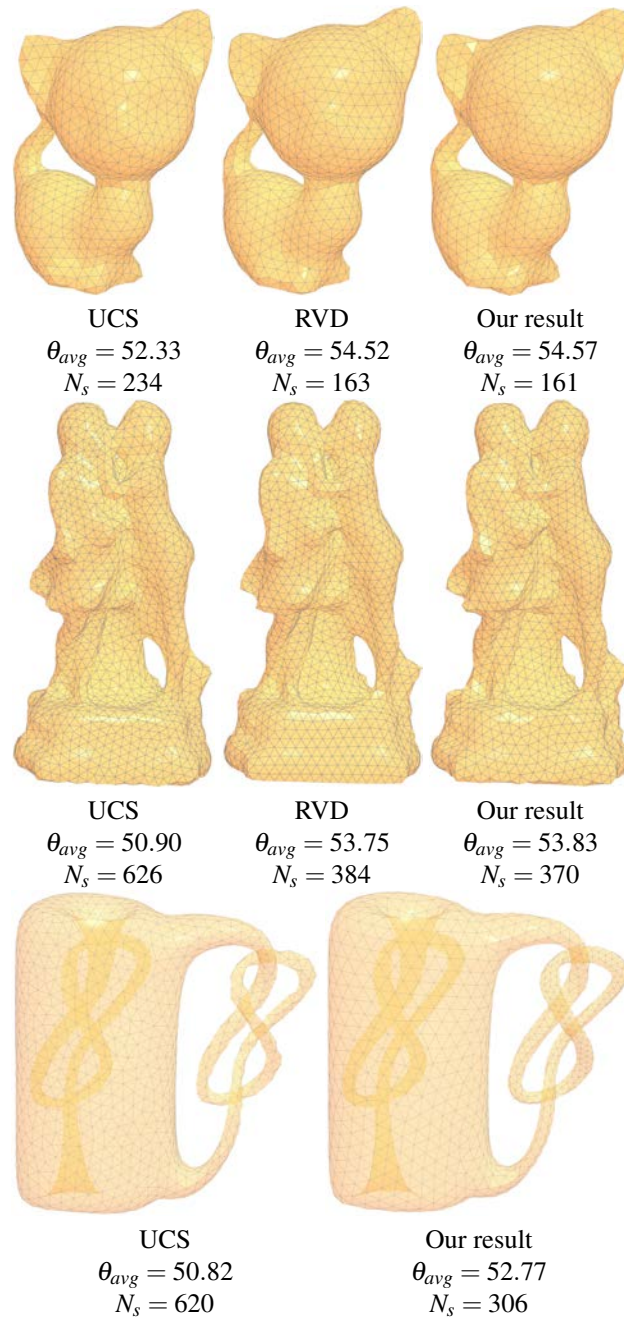 UCS RVD Our result
θavg = 52.33 θavg = 54.52 θavg = 54.57
Ns = 234 Ns = 163 Ns = 161
UCS RVD Our result
θavg = 50.90 θavg = 53.75 θavg = 53.83
Ns = 626 Ns = 384 Ns = 370
UCS Our result
θavg = 50.82 θavg = 52.77
Ns = 620 Ns = 306